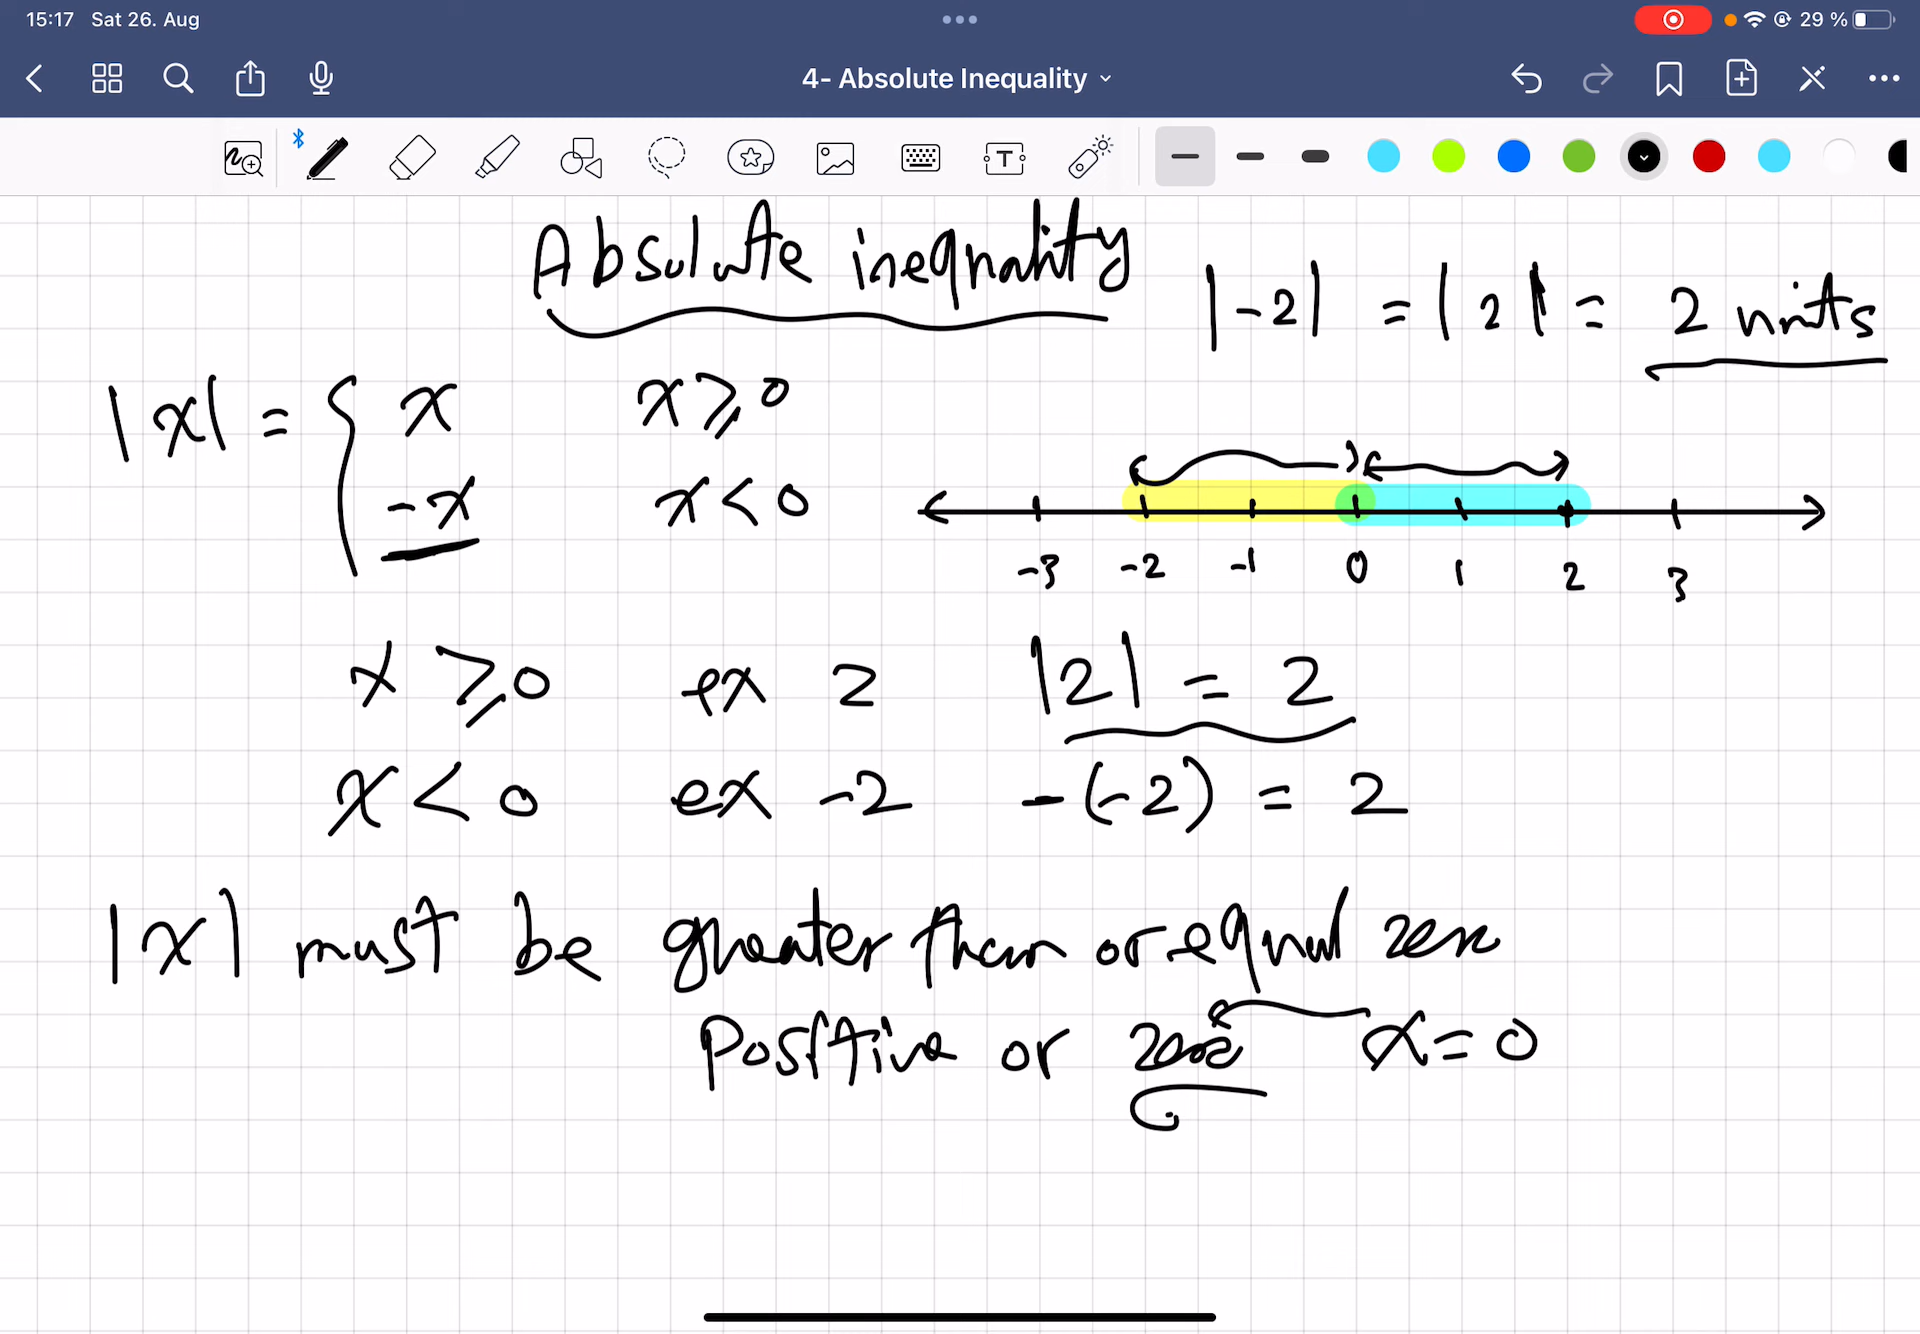 15:17 Sat 26. Aug
29 %
4- Absolute Inequality
T
Absolute inequality
|-2| = |2| = 2 units
|x| = { x x ≥ 0
-x x < 0
-3 -2 -1 0 1 2 3
x ≥ 0 ex 2 |2| = 2
x < 0 ex -2 -(-2) = 2
|x| must be greater than or equal zero
Positive or zero x = 0